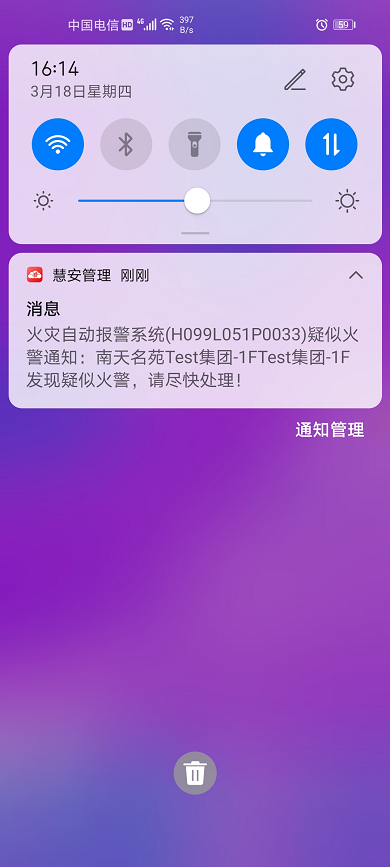 中国电信 HD 4G 397 B/s 59
16:14
3月18日星期四
慧安管理 刚刚
消息
火灾自动报警系统(H099L051P0033)疑似火
警通知：南天名苑Test集团-1FTest集团-1F
发现疑似火警，请尽快处理！
通知管理